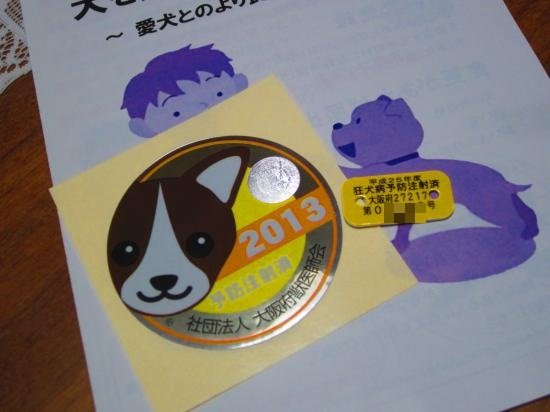 ～ 愛犬とのより
2013
予防注射済
社団法人 大阪府獣医師会
平成25年度
狂犬病予防注射済
大阪府27217
第0 号